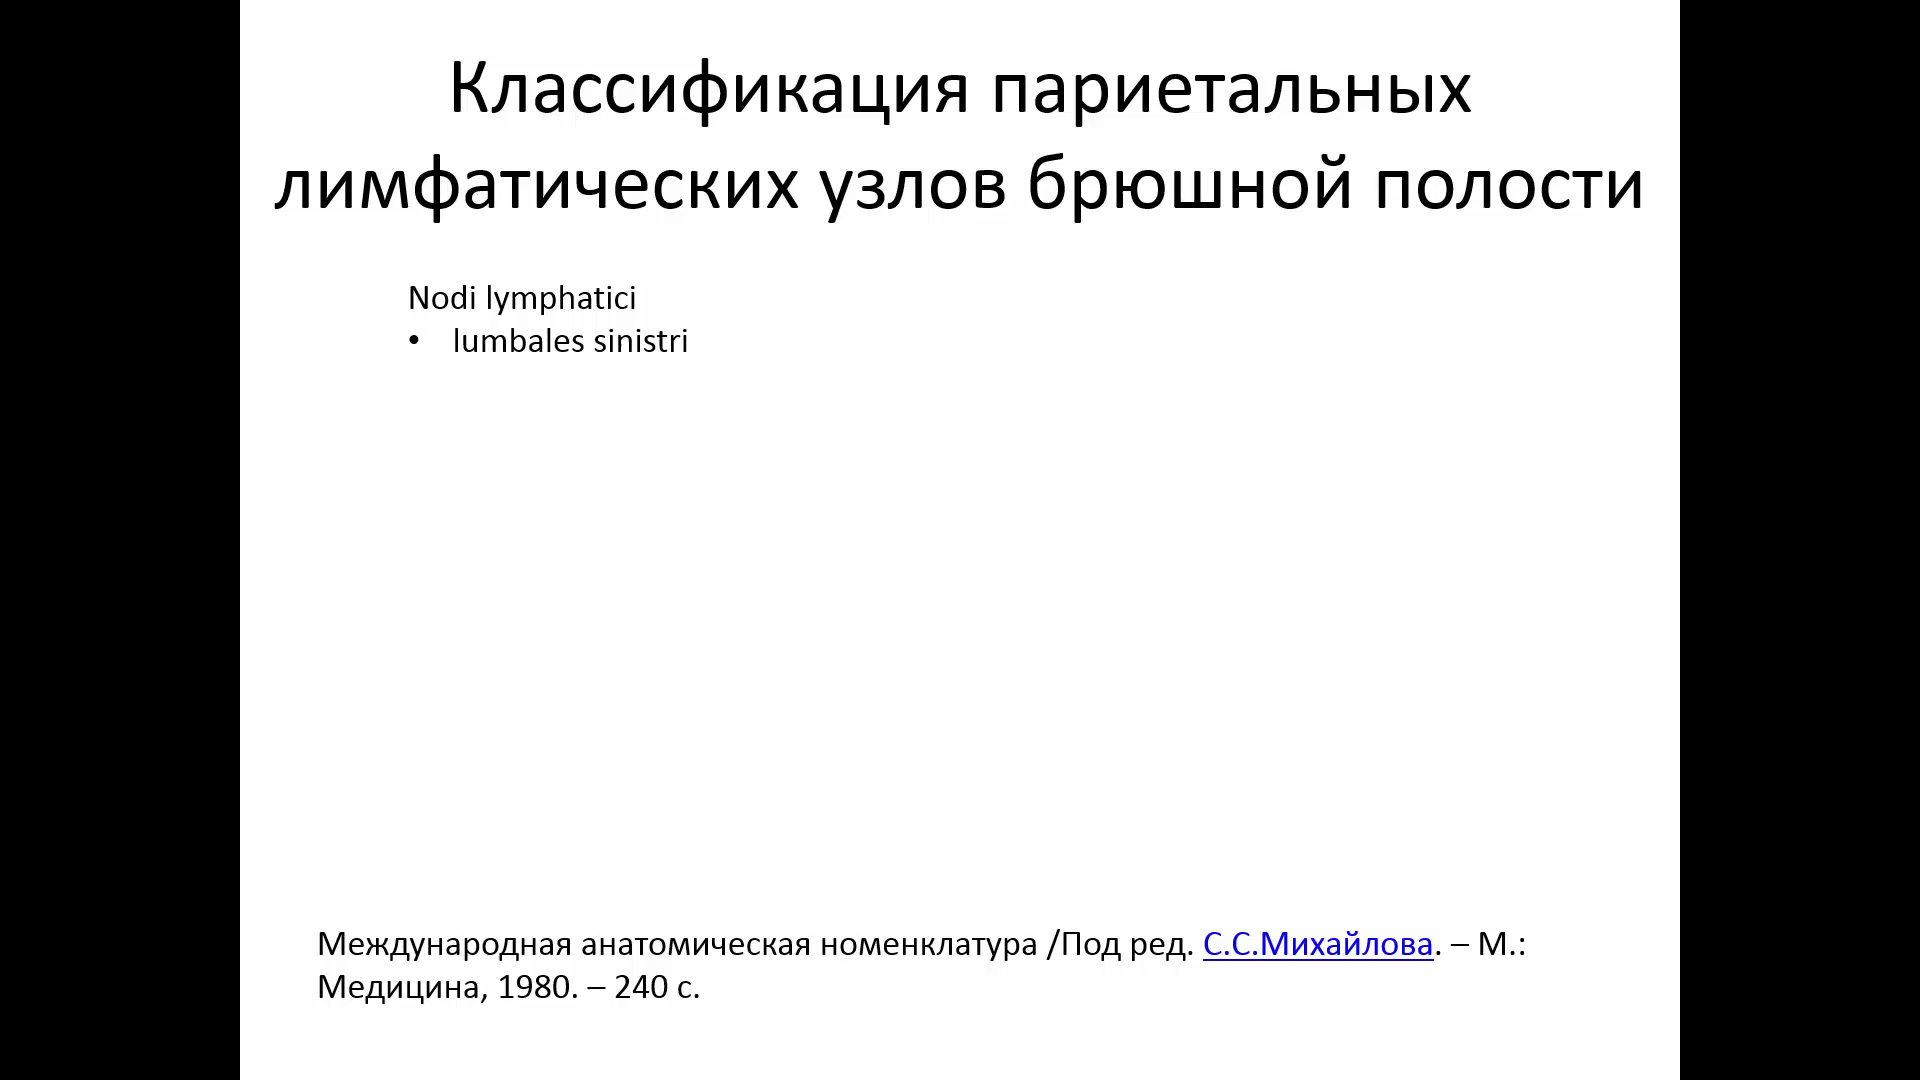 Классификация париетальных
лимфатических узлов брюшной полости
Nodi lymphatici
• lumbales sinistri
Международная анатомическая номенклатура /Под ред. С.С.Михайлова. – М.:
Медицина, 1980. – 240 с.